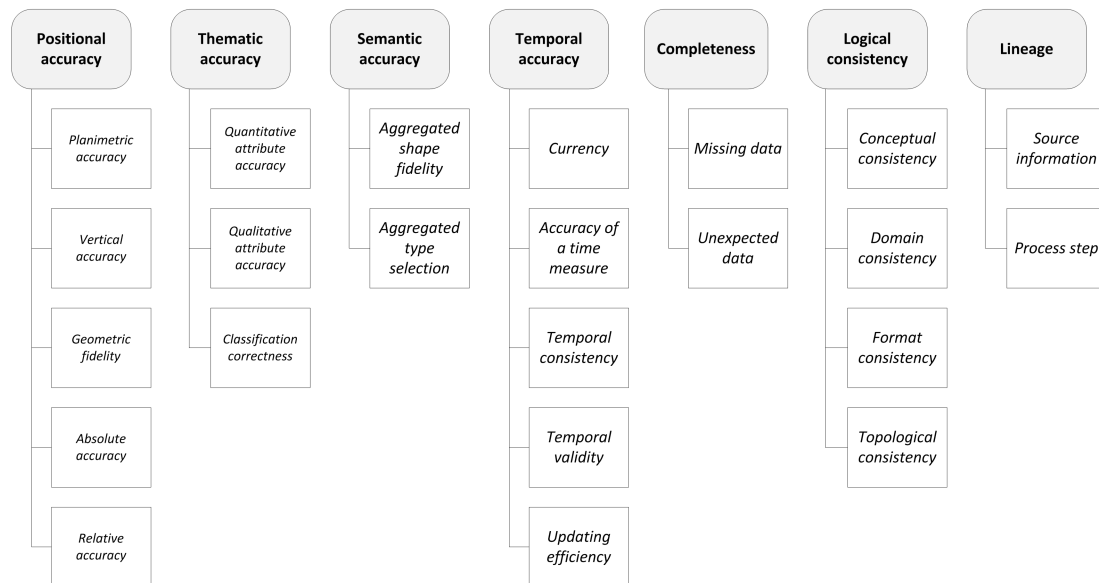 Positional
accuracy
Planimetric
accuracy
Vertical
accuracy
Geometric
fidelity
Absolute
accuracy
Relative
accuracy
Thematic
accuracy
Quantitative
attribute
accuracy
Qualitative
attribute
accuracy
Classification
correctness
Semantic
accuracy
Aggregated
shape
fidelity
Aggregated
type
selection
Temporal
accuracy
Currency
Accuracy of
a time
measure
Temporal
consistency
Temporal
validity
Updating
efficiency
Completeness
Missing data
Unexpected
data
Logical
consistency
Conceptual
consistency
Domain
consistency
Format
consistency
Topological
consistency
Lineage
Source
information
Process step